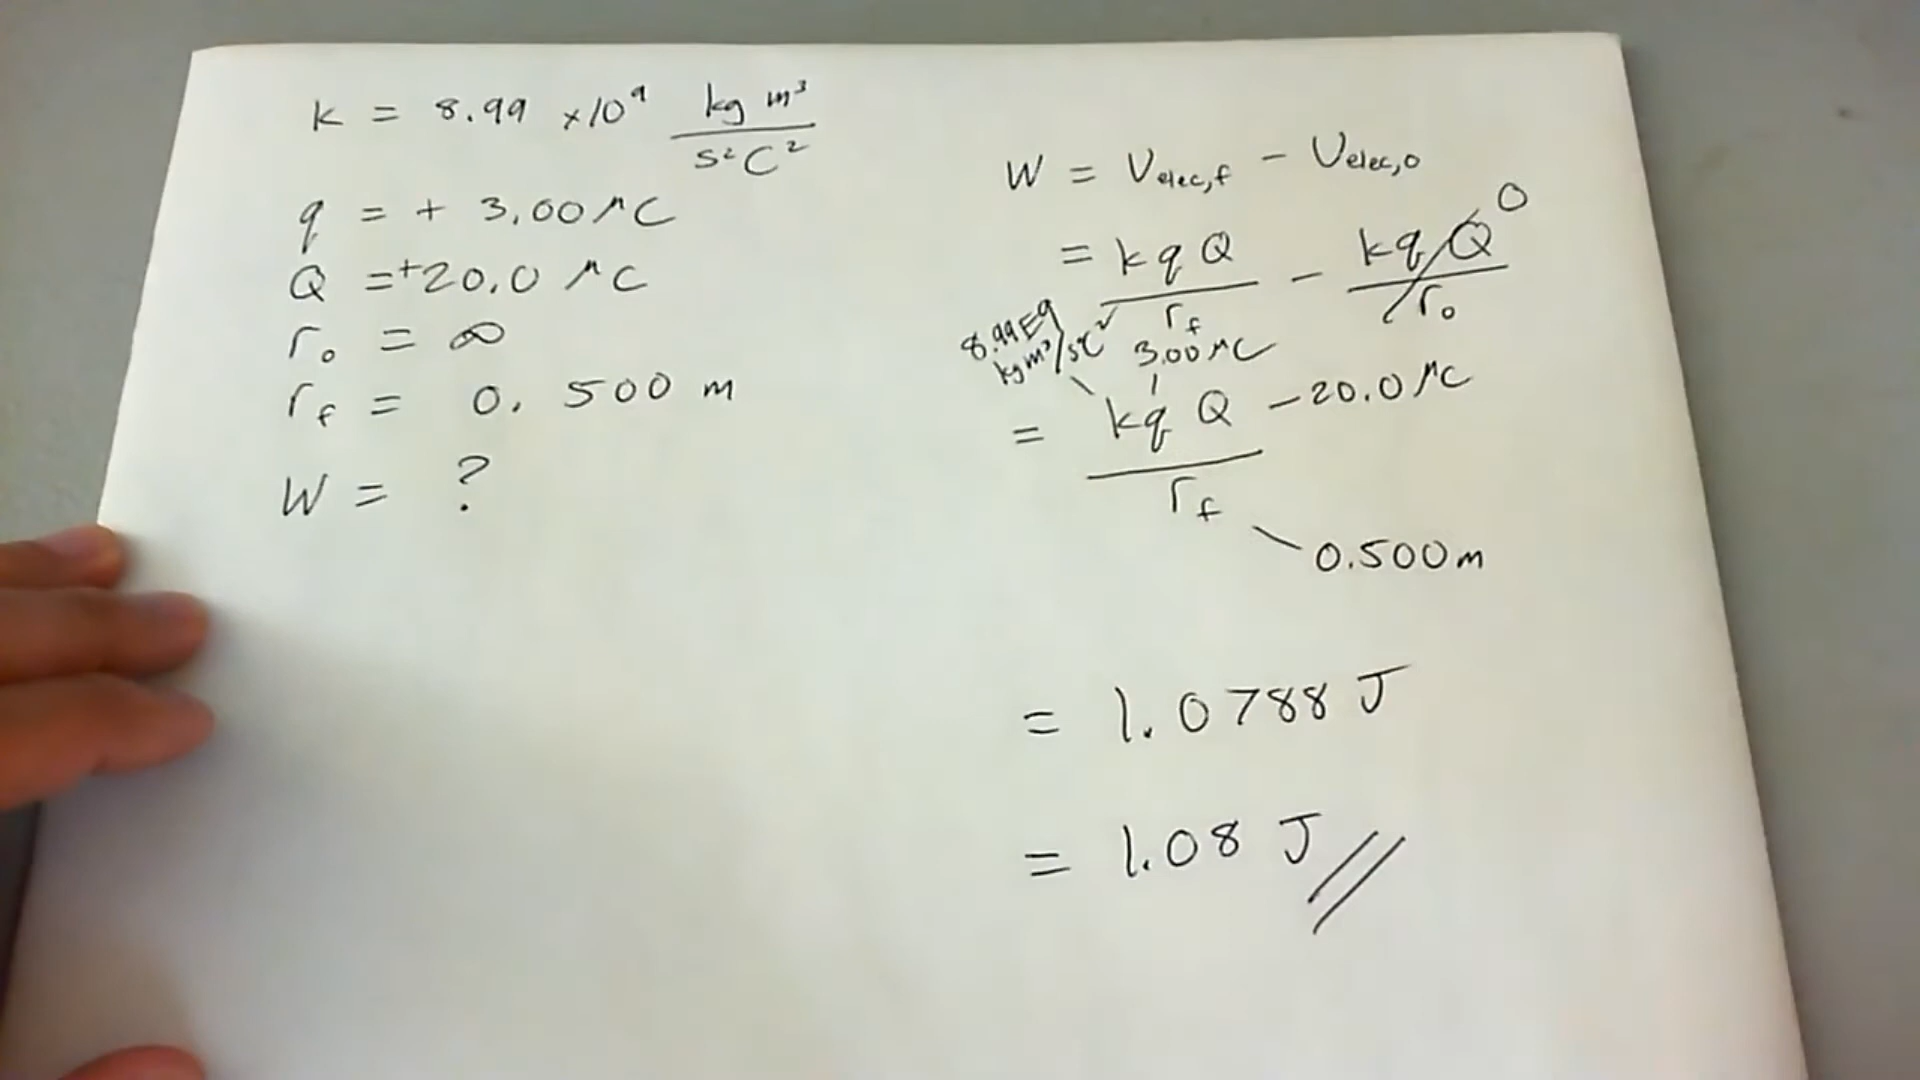 k = 8.99 ×10⁹ kg m³ / s²C²
q = + 3.00 μC
Q = +20.0 μC
r₀ = ∞
r_f = 0.500 m
W = ?
W = U_elec,f − U_elec,0
= kqQ / r_f − kqQ / r₀ 0
8.99E9 kg m³/s²C²
3.00 μC
= kqQ / r_f
20.0 μC
0.500 m
= 1.0788 J
= 1.08 J